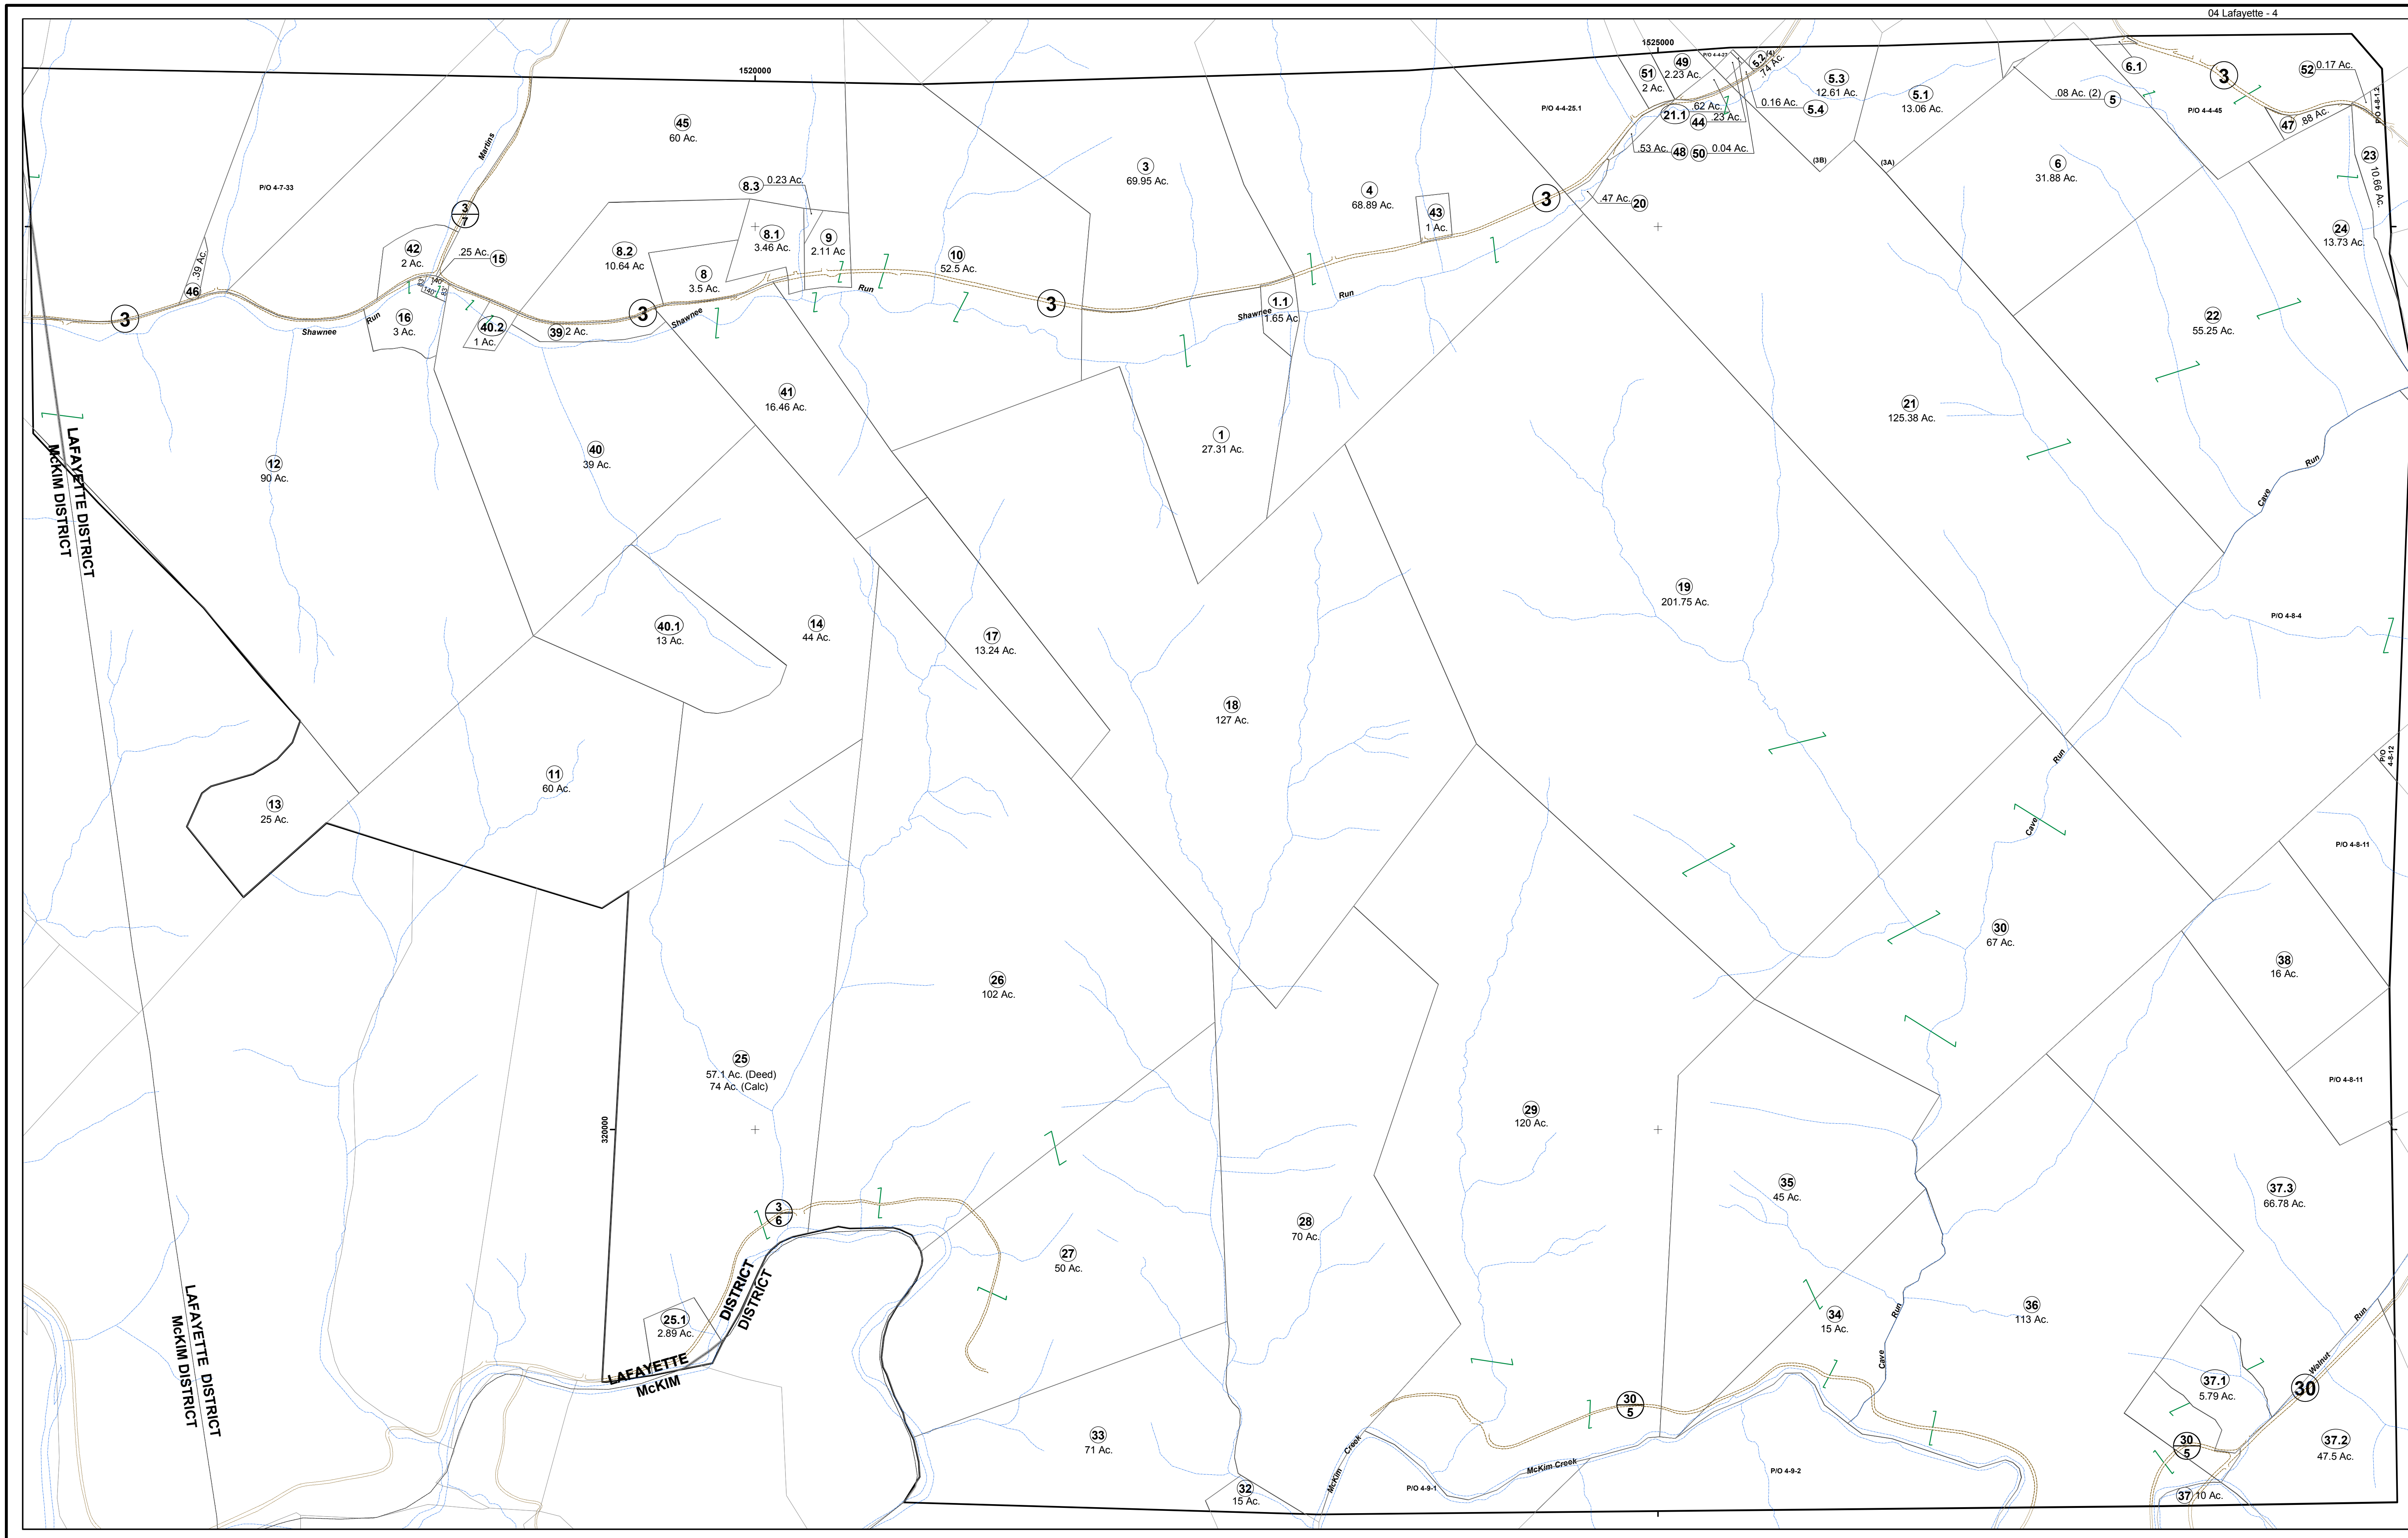 04 Lafayette - 4
1520000
1525000
P/O 4-4-27
(4)
5.2
.74 Ac.
49
2.23 Ac.
51
2 Ac.
5.3
12.61 Ac.
5.1
13.06 Ac.
6.1
3
52 0.17 Ac.
.08 Ac. (2) 5
P/O 4-4-45
P/O 4-8-1.2
47 .88 Ac.
P/O 4-4-25.1
.62 Ac.
21.1
.23 Ac.
44
0.16 Ac. 5.4
.53 Ac. 48
50 0.04 Ac.
(3B)
(3A)
45
60 Ac.
Martins
3
69.95 Ac.
6
31.88 Ac.
23
10.66 Ac.
P/O 4-7-33
8.3 0.23 Ac.
4
68.89 Ac.
43
1 Ac.
3
.47 Ac. 20
3
7
24
13.73 Ac.
42
2 Ac.
.25 Ac. 15
8.2
10.64 Ac
8.1
3.46 Ac.
9
2.11 Ac
10
52.5 Ac.
8
3.5 Ac.
.39 Ac.
46
140'
140'
3
Shawnee
Run
16
3 Ac.
40.2
1 Ac.
39 2 Ac.
3
Shawnee
Run
3
Shawnee
Run
1.1
1.65 Ac.
22
55.25 Ac.
41
16.46 Ac.
21
125.38 Ac.
1
27.31 Ac.
40
39 Ac.
12
90 Ac.
LAFAYETTE DISTRICT
McKIM DISTRICT
Run
Cave
19
201.75 Ac.
P/O 4-8-4
40.1
13 Ac.
14
44 Ac.
17
13.24 Ac.
18
127 Ac.
Run
P/O
4-8-12
11
60 Ac.
13
25 Ac.
Cave
P/O 4-8-11
30
67 Ac.
38
16 Ac.
26
102 Ac.
25
57.1 Ac. (Deed)
74 Ac. (Calc)
P/O 4-8-11
320000
29
120 Ac.
35
45 Ac.
37.3
66.78 Ac.
3
6
28
70 Ac.
27
50 Ac.
DISTRICT
DISTRICT
LAFAYETTE
McKIM
25.1
2.89 Ac.
LAFAYETTE DISTRICT
McKIM DISTRICT
34
15 Ac.
Run
Cave
36
113 Ac.
Run
Walnut
37.1
5.79 Ac.
30
30
5
30
5
37.2
47.5 Ac.
33
71 Ac.
Creek
McKim
McKim Creek
P/O 4-9-1
P/O 4-9-2
32
15 Ac.
37 10 Ac.